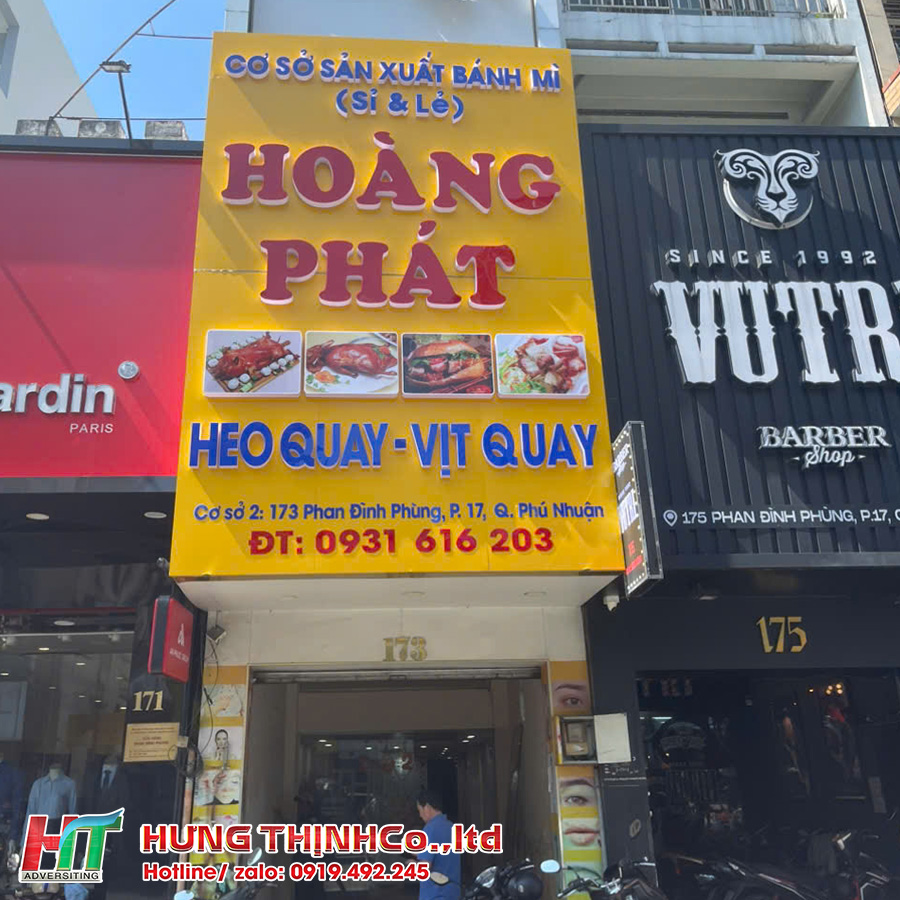 CƠ SỞ SẢN XUẤT BÁNH MÌ
(Sỉ & Lẻ)
HOÀNG
PHÁT
HEO QUAY - VỊT QUAY
Cơ sở 2: 173 Phan Đình Phùng, P. 17, Q. Phú Nhuận
ĐT: 0931 616 203
ardin
PARIS
SINCE 1992
VUTR
BARBER
Shop
175 PHAN ĐÌNH PHÙNG, P.17,
173
175
171
HT
ADVERSITING
HƯNG THỊNHCo.,ltd
Hotline/ zalo: 0919.492.245